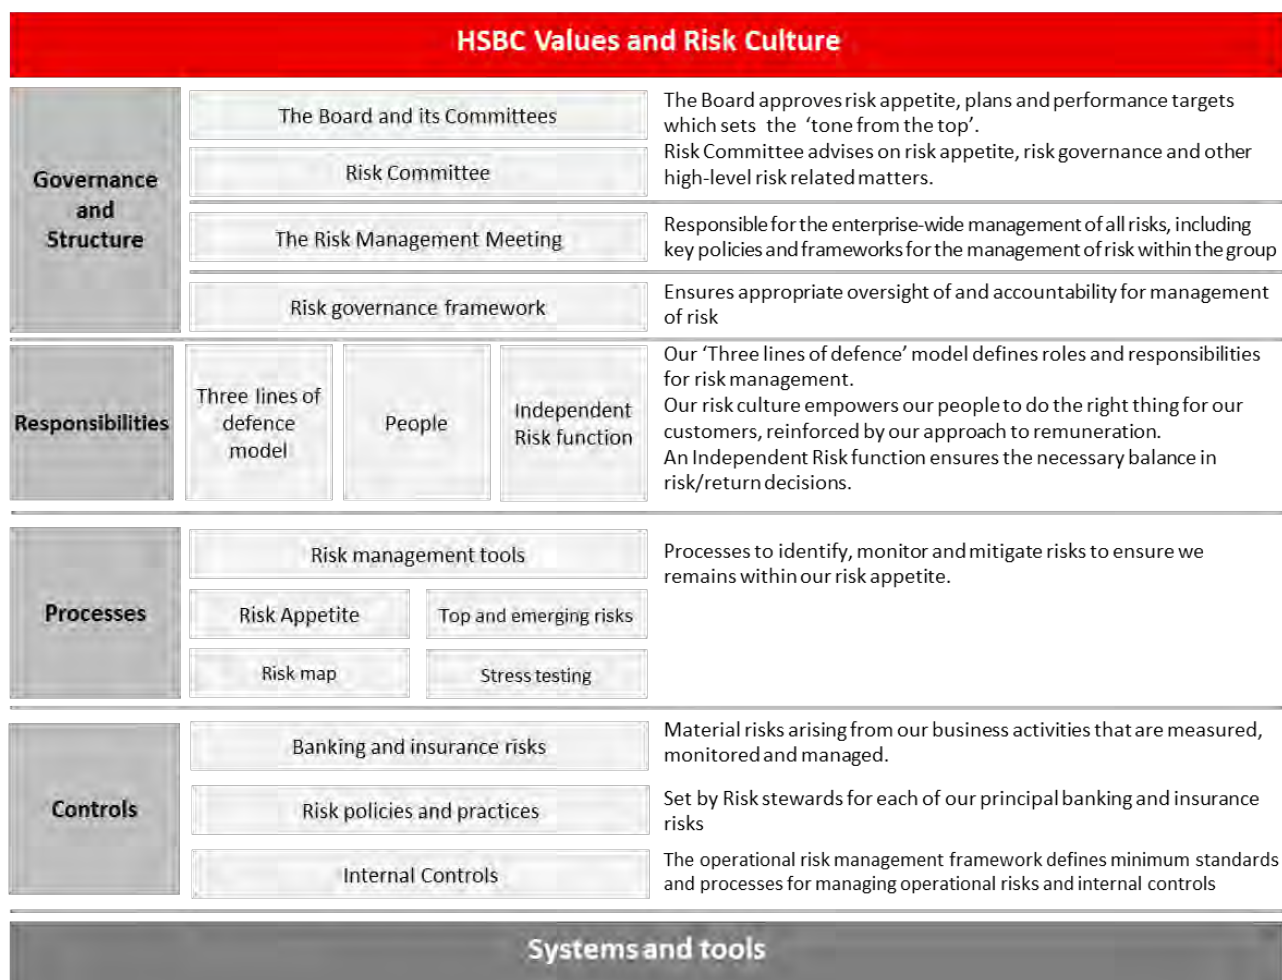 HSBC Values and Risk Culture
Governance
and
Structure
The Board and its Committees
Risk Committee
The Board approves risk appetite, plans and performance targets
which sets the ‘tone from the top’.
Risk Committee advises on risk appetite, risk governance and other
high-level risk related matters.
The Risk Management Meeting
Responsible for the enterprise-wide management of all risks, including
key policies and frameworks for the management of risk within the group
Risk governance framework
Ensures appropriate oversight of and accountability for management
of risk
Responsibilities
Three lines of
defence
model
People
Independent
Risk function
Our ‘Three lines of defence’ model defines roles and responsibilities
for risk management.
Our risk culture empowers our people to do the right thing for our
customers, reinforced by our approach to remuneration.
An Independent Risk function ensures the necessary balance in
risk/return decisions.
Processes
Risk management tools
Risk Appetite
Top and emerging risks
Risk map
Stress testing
Processes to identify, monitor and mitigate risks to ensure we
remains within our risk appetite.
Controls
Banking and insurance risks
Material risks arising from our business activities that are measured,
monitored and managed.
Risk policies and practices
Set by Risk stewards for each of our principal banking and insurance
risks
Internal Controls
The operational risk management framework defines minimum standards
and processes for managing operational risks and internal controls
Systems and tools